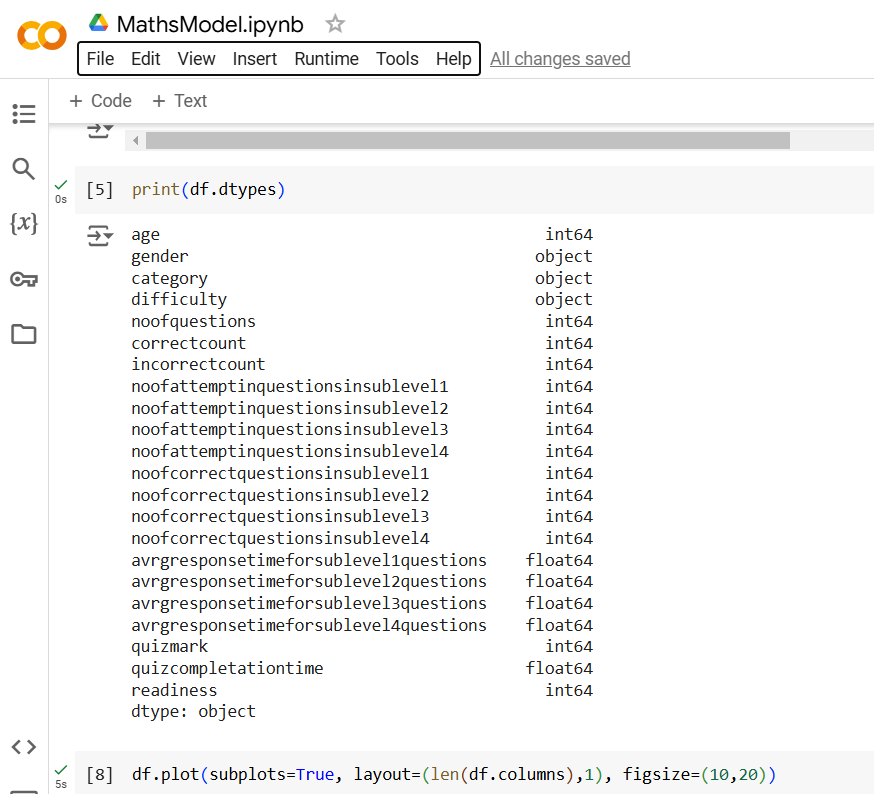 MathsModel.ipynb
File Edit View Insert Runtime Tools Help All changes saved
+ Code + Text
[5] print(df.dtypes)
0s
age int64
gender object
category object
difficulty object
noofquestions int64
correctcount int64
incorrectcount int64
noofattemptinquestionsinsublevel1 int64
noofattemptinquestionsinsublevel2 int64
noofattemptinquestionsinsublevel3 int64
noofattemptinquestionsinsublevel4 int64
noofcorrectquestionsinsublevel1 int64
noofcorrectquestionsinsublevel2 int64
noofcorrectquestionsinsublevel3 int64
noofcorrectquestionsinsublevel4 int64
avrgresponsetimeforsublevel1questions float64
avrgresponsetimeforsublevel2questions float64
avrgresponsetimeforsublevel3questions float64
avrgresponsetimeforsublevel4questions float64
quizmark int64
quizcompletationtime float64
readiness int64
dtype: object
[8] df.plot(subplots=True, layout=(len(df.columns),1), figsize=(10,20))
5s